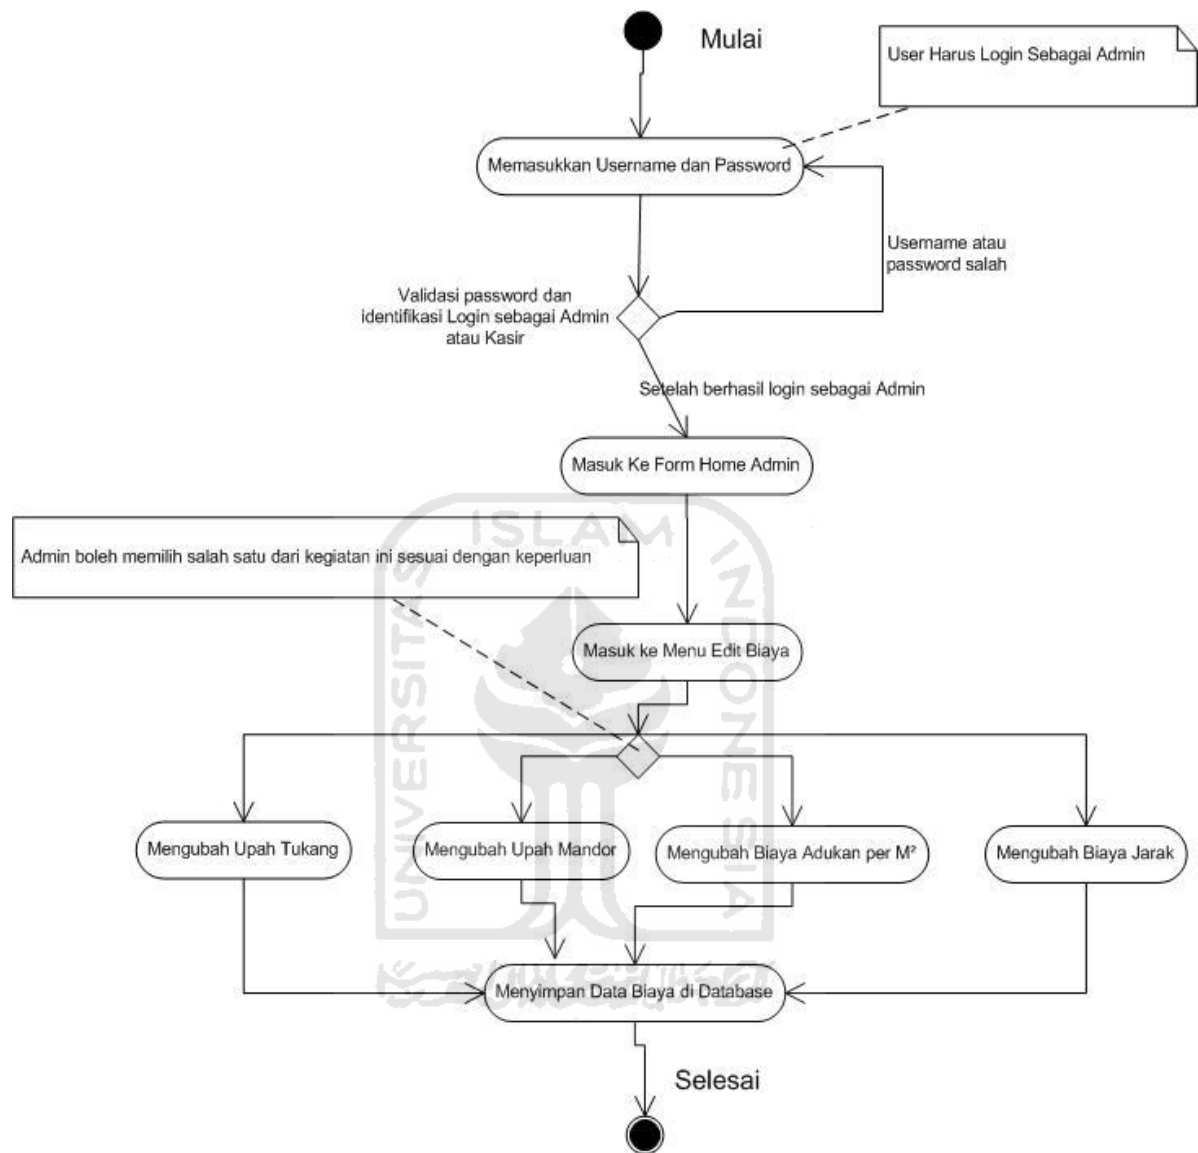 Mulai
User Harus Login Sebagai Admin
Memasukkan Username dan Password
Username atau
password salah
Validasi password dan
identifikasi Login sebagai Admin
atau Kasir
Setelah berhasil login sebagai Admin
Masuk Ke Form Home Admin
ISLAM
UNIVERSITAS
INDONESIA
Admin boleh memilih salah satu dari kegiatan ini sesuai dengan keperluan
Masuk ke Menu Edit Biaya
Mengubah Upah Tukang
Mengubah Upah Mandor
Mengubah Biaya Adukan per M²
Mengubah Biaya Jarak
Menyimpan Data Biaya di Database
Selesai